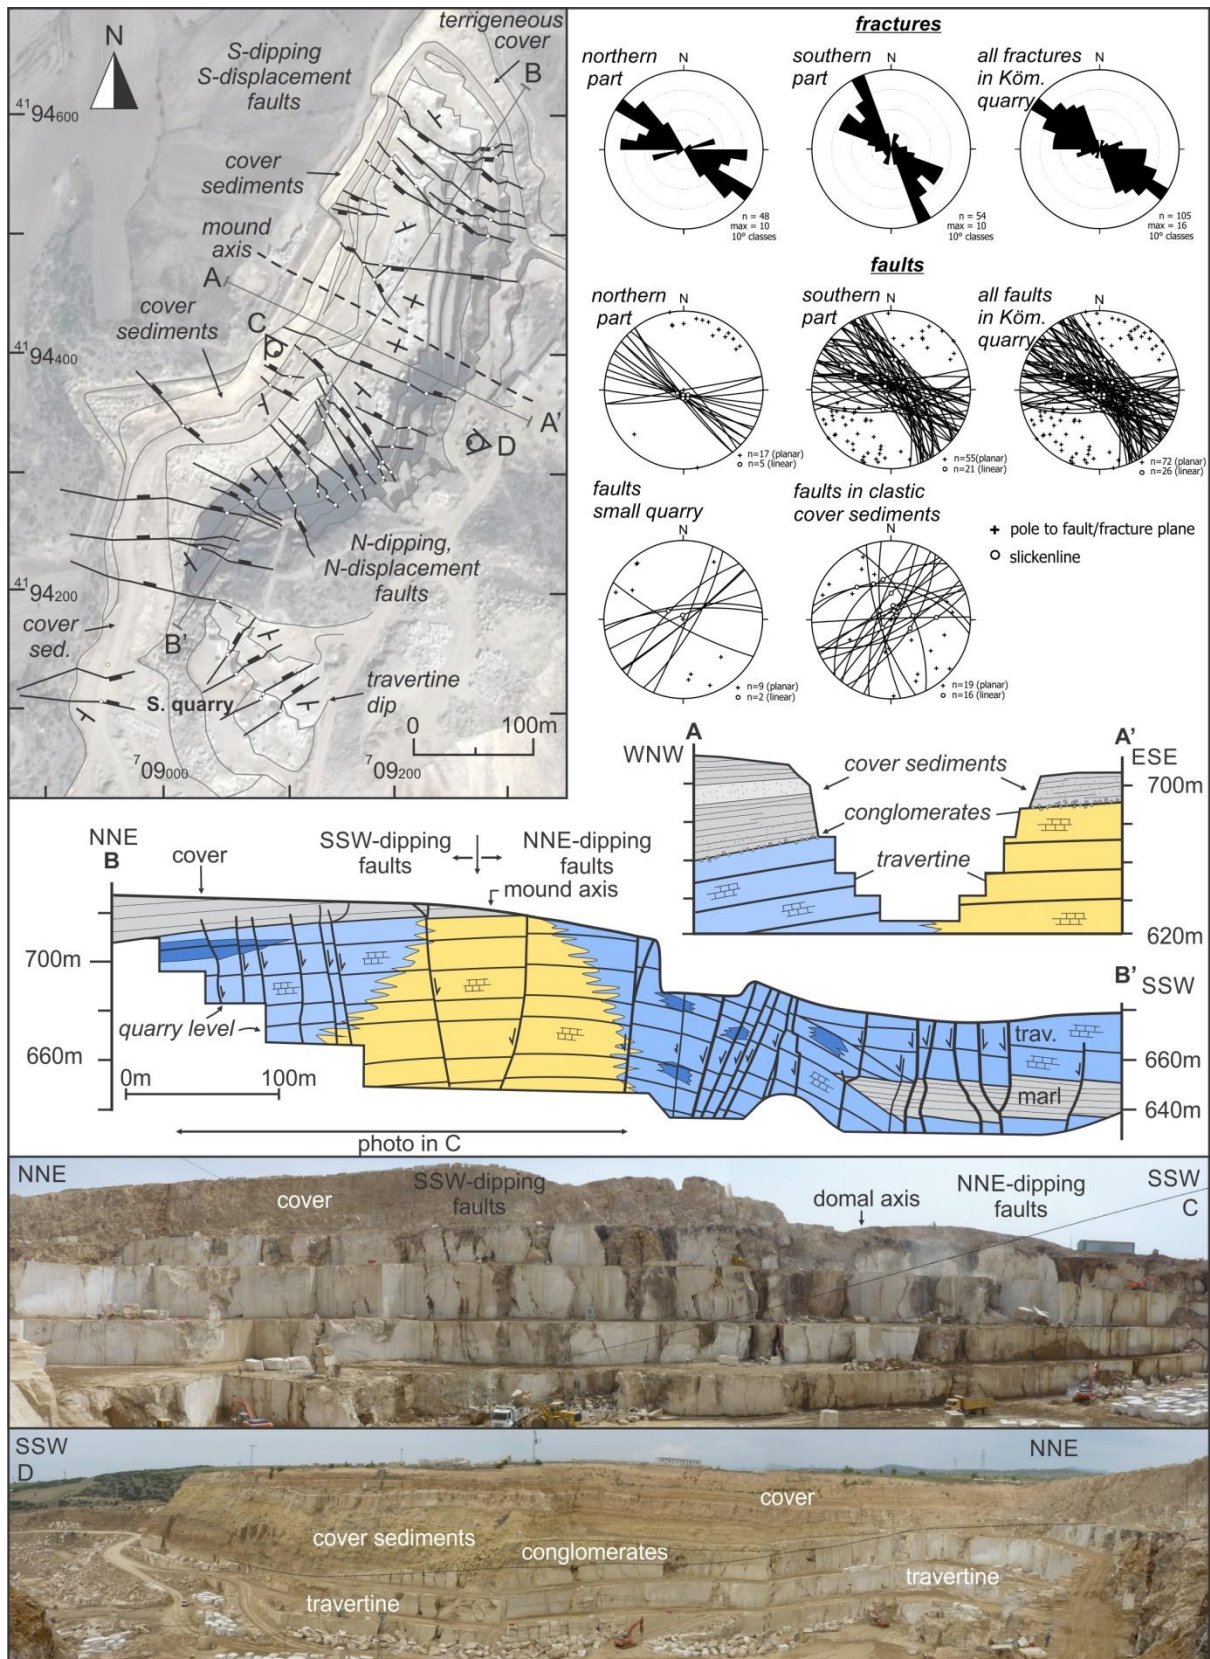 N
S-dipping
S-displacement
faults
terrigeneous
cover
B
41 94600
cover
sediments
mound
axis
A
cover
sediments
C
41 94400
A'
D
N-dipping,
N-displacement
faults
41 94200
cover
sed.
B'
S. quarry
travertine
dip
0 100m
7 09000
7 09200
fractures
northern
part
N
n = 48
max = 10
10° classes
southern
part
N
n = 54
max = 10
10° classes
all fractures
in Köm.
quarry
N
n = 105
max = 16
10° classes
faults
northern
part
N
n=17 (planar)
n=5 (linear)
southern
part
N
n=55(planar)
n=21 (linear)
all faults
in Köm.
quarry
N
n=72 (planar)
n=26 (linear)
faults
small quarry
N
n=9 (planar)
n=2 (linear)
faults in clastic
cover sediments
N
n=19 (planar)
n=16 (linear)
pole to fault/fracture plane
slickenline
A
WNW
A'
ESE
cover sediments
700m
conglomerates
travertine
620m
NNE
B
cover
SSW-dipping
faults
NNE-dipping
faults
mound axis
700m
quarry level
660m
0m 100m
photo in C
B'
SSW
trav.
660m
marl
640m
NNE
cover
SSW-dipping
faults
domal axis
NNE-dipping
faults
SSW
C
SSW
D
NNE
cover
cover sediments
conglomerates
travertine
travertine